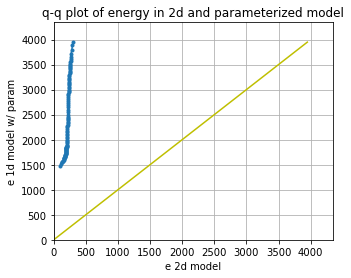 q-q plot of energy in 2d and parameterized model
4000
3500
3000
2500
2000
1500
1000
500
0
e 1d model w/ param
0 500 1000 1500 2000 2500 3000 3500 4000
e 2d model